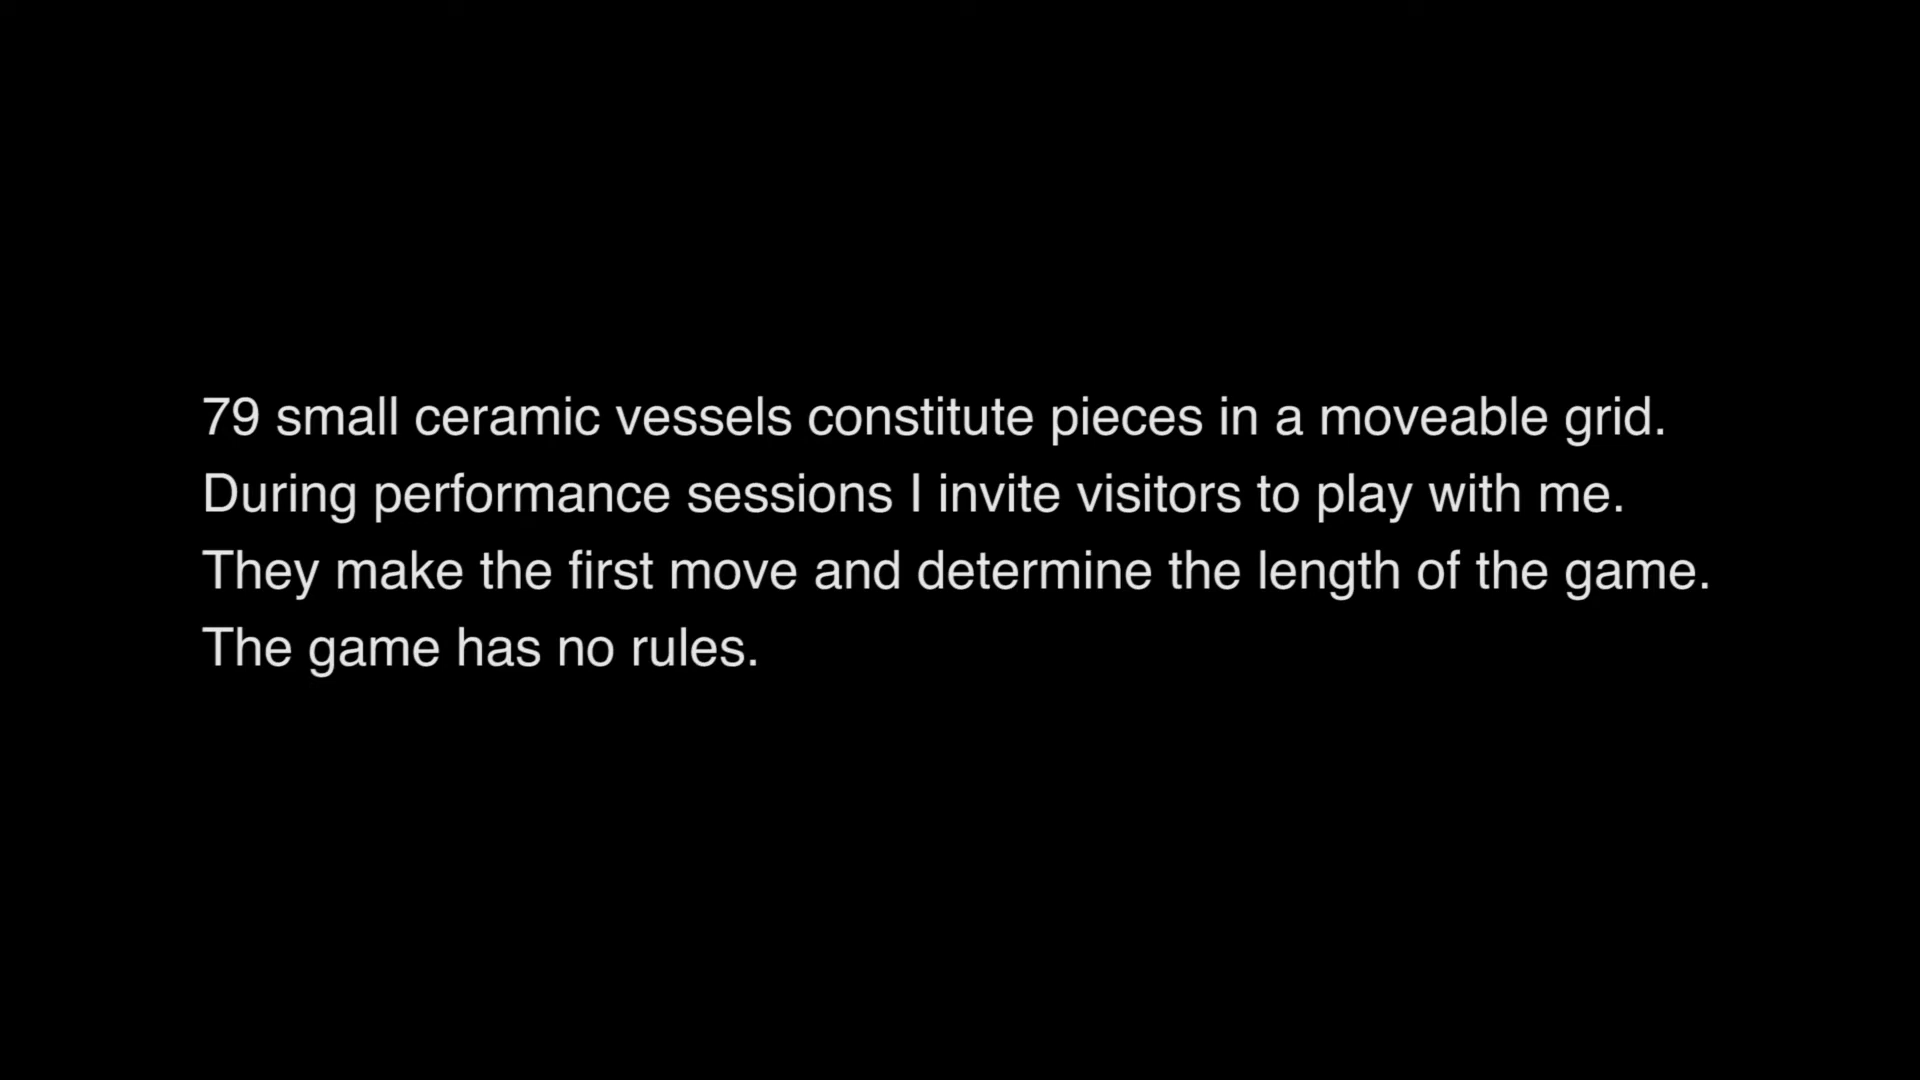 79 small ceramic vessels constitute pieces in a moveable grid.
During performance sessions I invite visitors to play with me.
They make the first move and determine the length of the game.
The game has no rules.